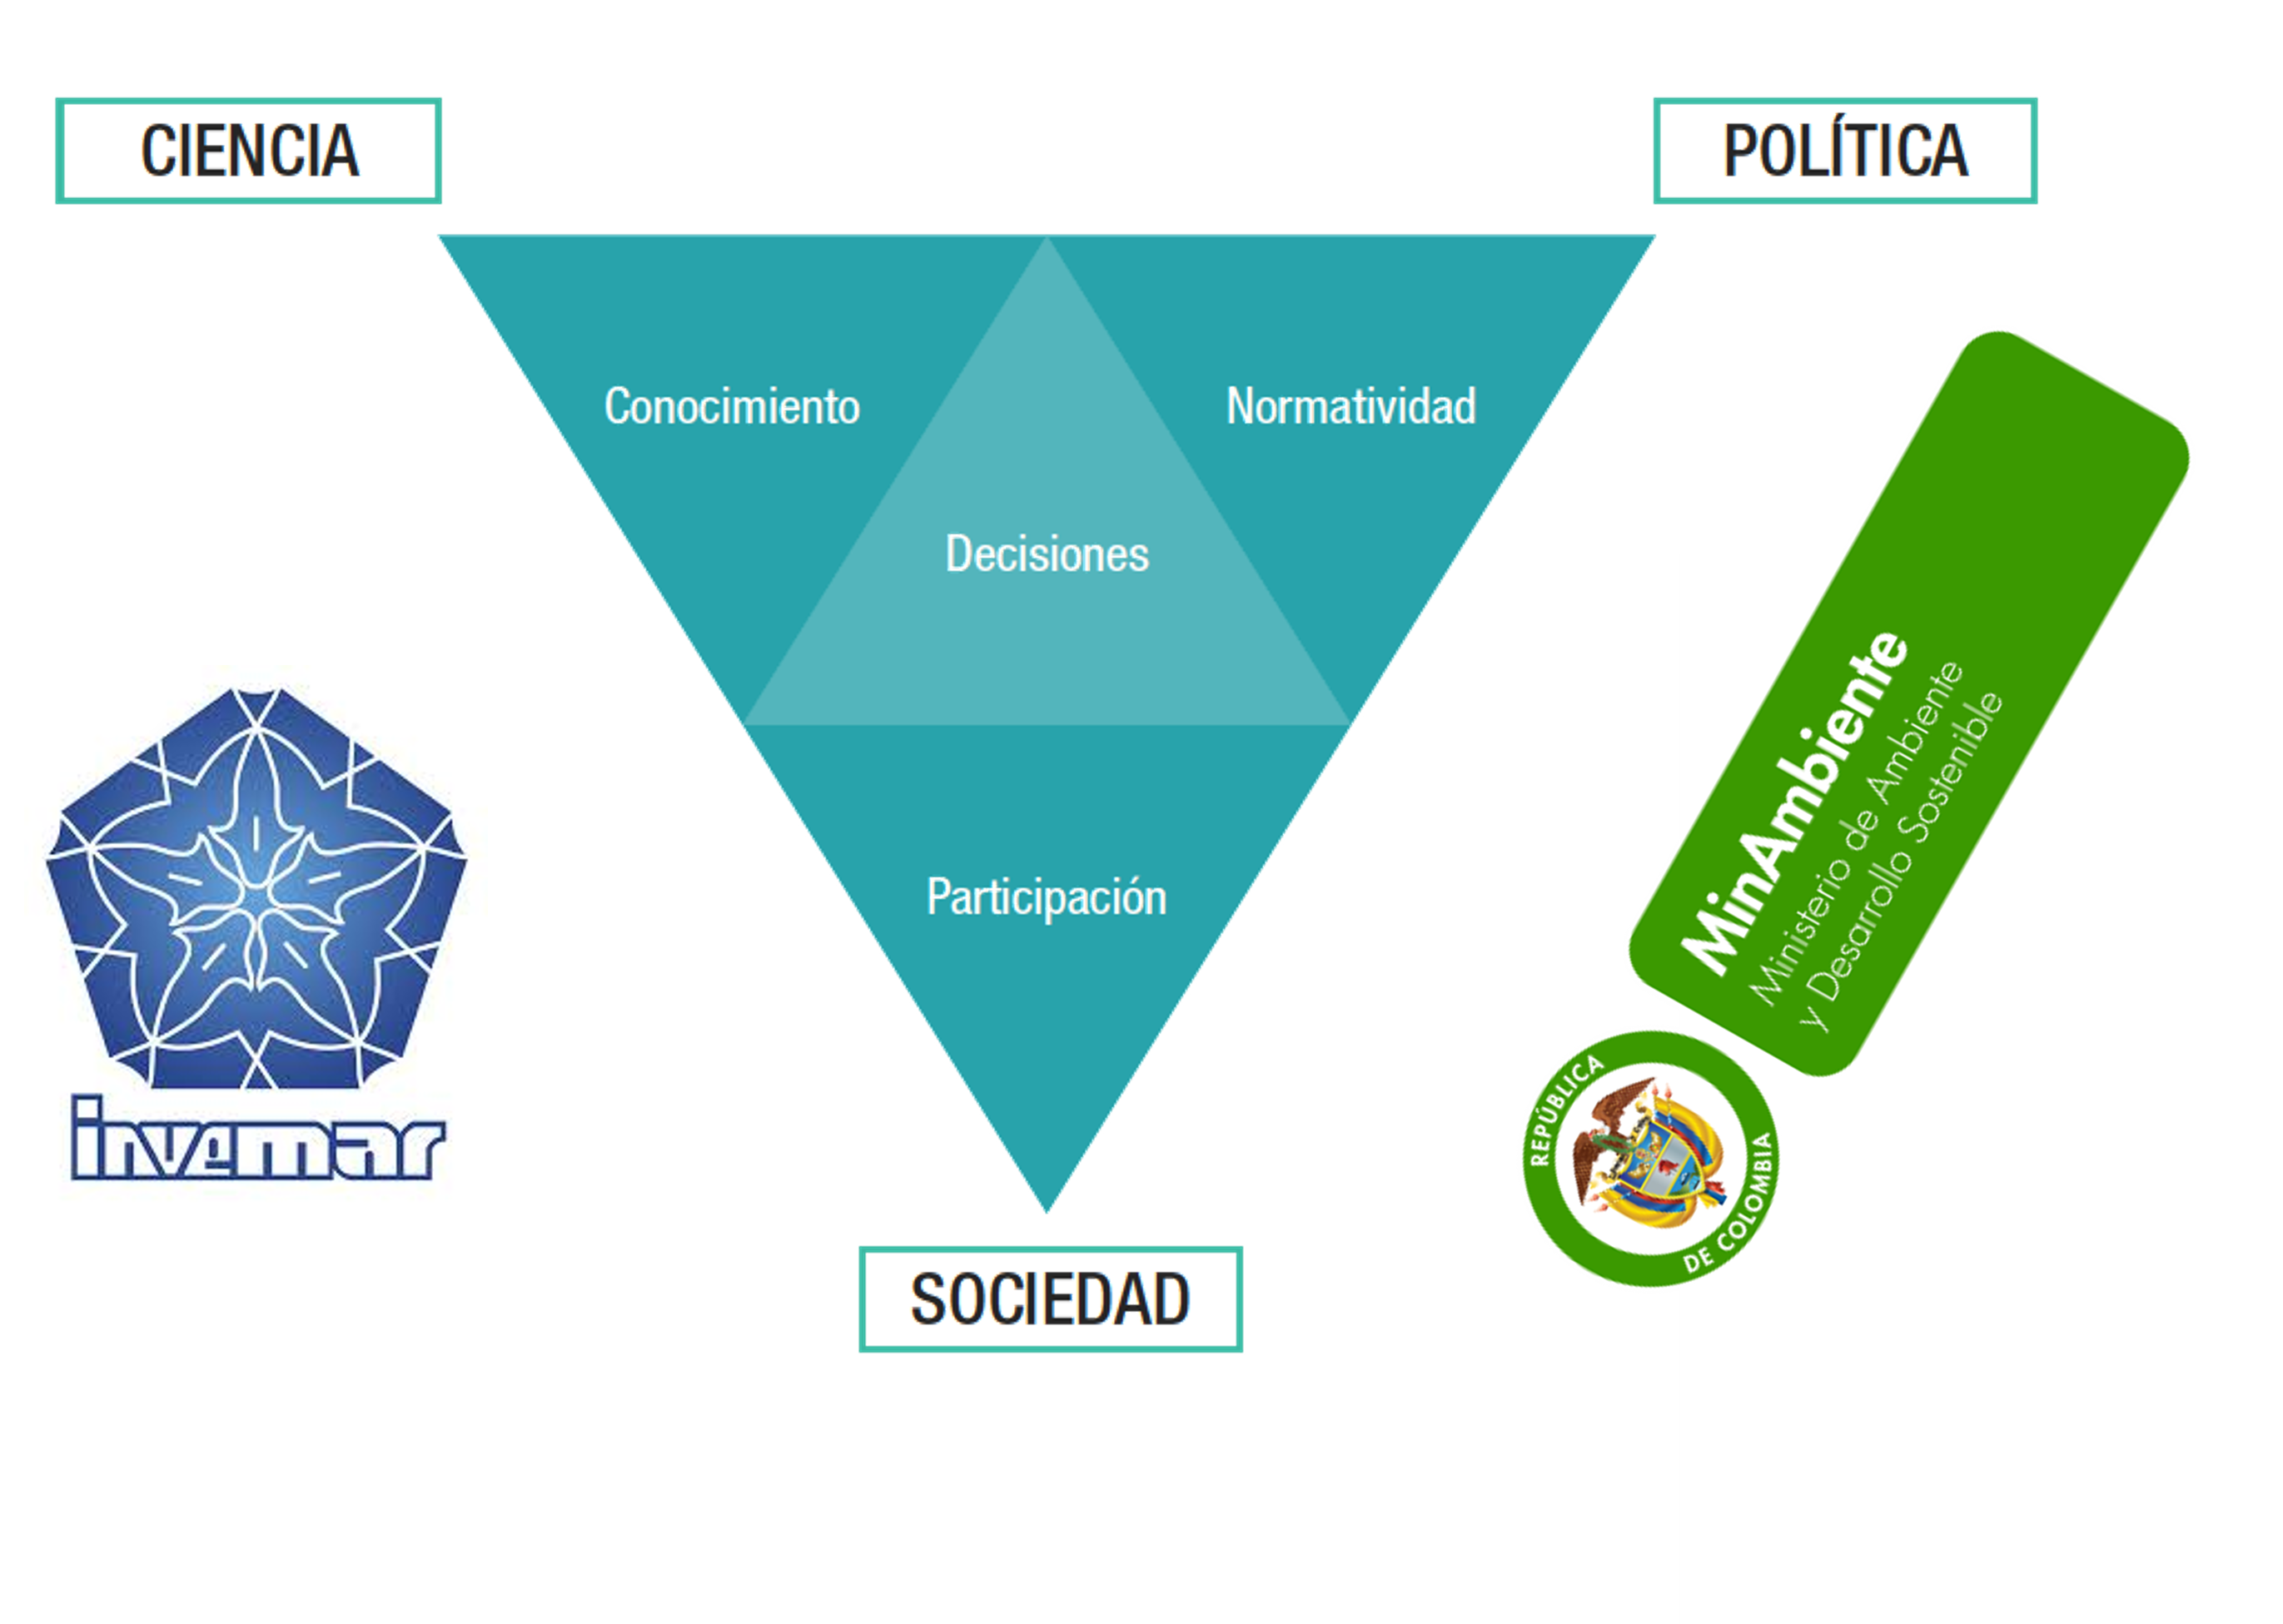 CIENCIA
POLÍTICA
Conocimiento
Normatividad
Decisiones
Participación
SOCIEDAD
invemar
MinAmbiente
Ministerio de Ambiente
y Desarrollo Sostenible
REPÚBLICA
DE COLOMBIA